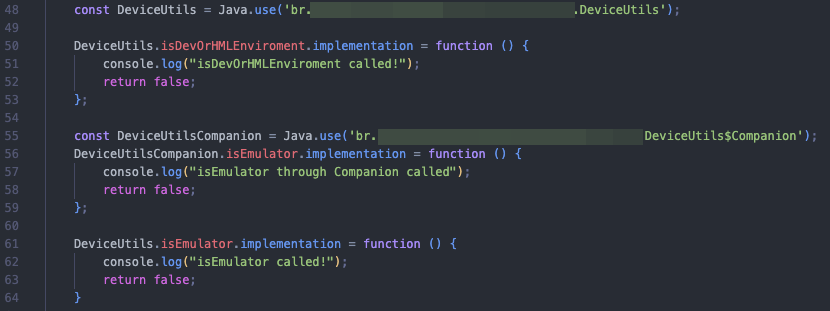 48 const DeviceUtils = Java.use('br. .DeviceUtils');
49
50 DeviceUtils.isDevOrHMLEnviroment.implementation = function () {
51 console.log("isDevOrHMLEnviroment called!");
52 return false;
53 };
54
55 const DeviceUtilsCompanion = Java.use('br. DeviceUtils$Companion');
56 DeviceUtilsCompanion.isEmulator.implementation = function () {
57 console.log("isEmulator through Companion called");
58 return false;
59 };
60
61 DeviceUtils.isEmulator.implementation = function () {
62 console.log("isEmulator called!");
63 return false;
64 }